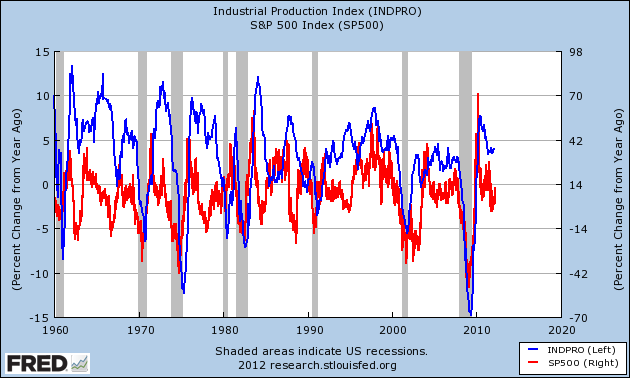 Industrial Production Index (INDPRO)
S&P 500 Index (SP500)
(Percent Change from Year Ago)
15
10
5
0
-5
-10
-15
98
70
42
14
-14
-42
-70
(Percent Change from Year Ago)
1960 1970 1980 1990 2000 2010 2020
Shaded areas indicate US recessions.
2012 research.stlouisfed.org
FRED
INDPRO (Left)
SP500 (Right)